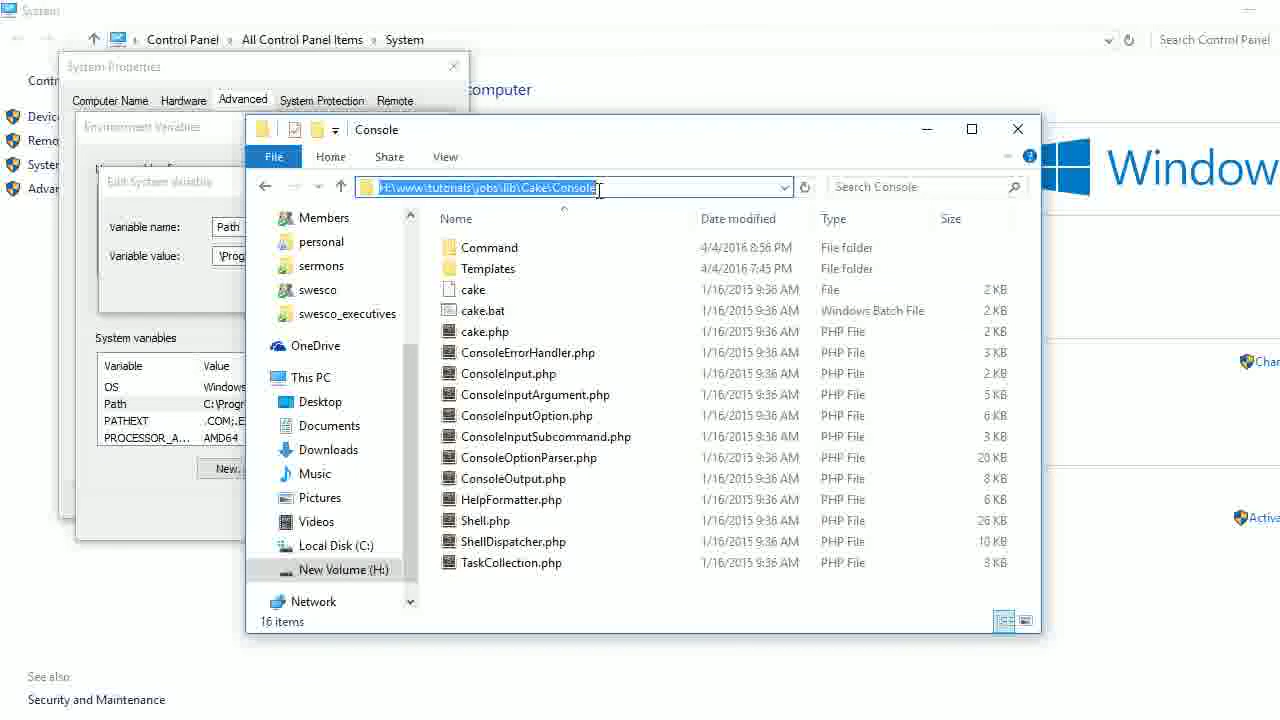 System
Control Panel > All Control Panel Items > System
Search Control Panel
System Properties
Computer Name Hardware Advanced System Protection Remote
Environment Variables
Edit System Variable
Variable name: Path
Variable value: \Prog
System variables
Variable Value
OS Windows
Path C:\Progr
PATHEXT .COM;.E
PROCESSOR_A... AMD64
New.
See also
Security and Maintenance
computer
Window
Char
Activa
Console
File Home Share View
H:\www\tutorials\jobs\lib\Cake\Console
Search Console
Members
personal
sermons
swesco
swesco_executives
OneDrive
This PC
Desktop
Documents
Downloads
Music
Pictures
Videos
Local Disk (C:)
New Volume (H:)
Network
Name Date modified Type Size
Command 4/4/2016 8:56 PM File folder
Templates 4/4/2016 7:45 PM File folder
cake 1/16/2015 9:36 AM File 2 KB
cake.bat 1/16/2015 9:36 AM Windows Batch File 2 KB
cake.php 1/16/2015 9:36 AM PHP File 2 KB
ConsoleErrorHandler.php 1/16/2015 9:36 AM PHP File 3 KB
ConsoleInput.php 1/16/2015 9:36 AM PHP File 2 KB
ConsoleInputArgument.php 1/16/2015 9:36 AM PHP File 5 KB
ConsoleInputOption.php 1/16/2015 9:36 AM PHP File 6 KB
ConsoleInputSubcommand.php 1/16/2015 9:36 AM PHP File 3 KB
ConsoleOptionParser.php 1/16/2015 9:36 AM PHP File 20 KB
ConsoleOutput.php 1/16/2015 9:36 AM PHP File 8 KB
HelpFormatter.php 1/16/2015 9:36 AM PHP File 6 KB
Shell.php 1/16/2015 9:36 AM PHP File 26 KB
ShellDispatcher.php 1/16/2015 9:36 AM PHP File 10 KB
TaskCollection.php 1/16/2015 9:36 AM PHP File 3 KB
16 items